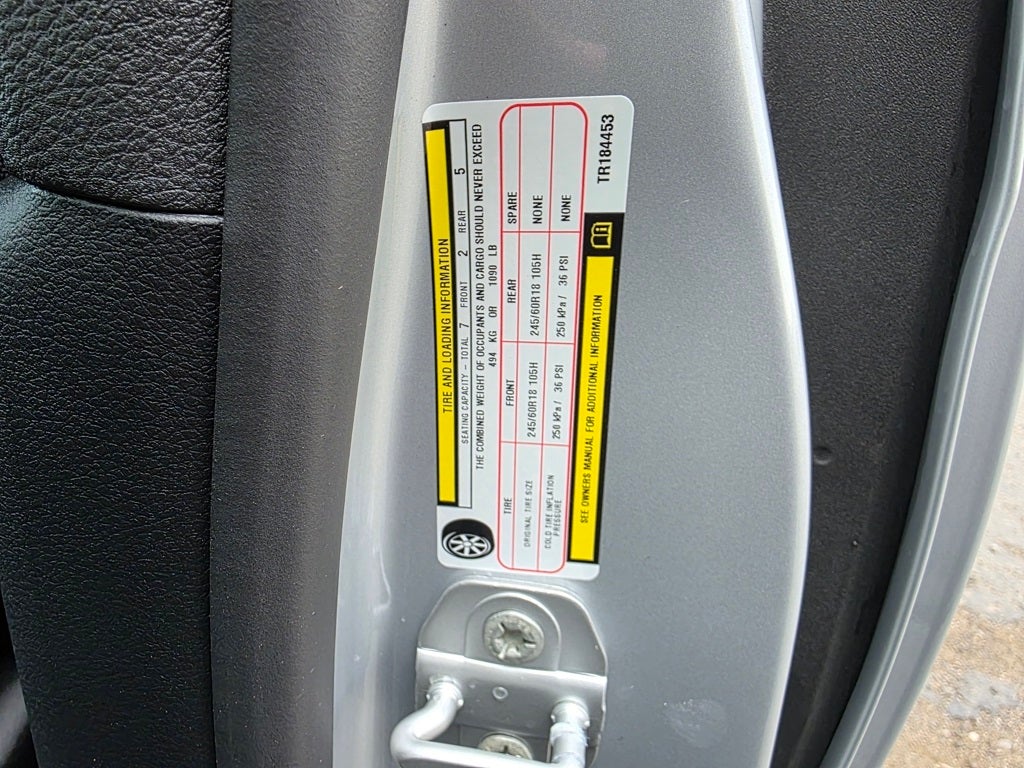 TIRE AND LOADING INFORMATION
SEATING CAPACITY – TOTAL 7 FRONT 2 REAR 5
THE COMBINED WEIGHT OF OCCUPANTS AND CARGO SHOULD NEVER EXCEED
494 KG OR 1090 LB
TIRE FRONT REAR SPARE
ORIGINAL TIRE SIZE 245/60R18 105H 245/60R18 105H NONE
COLD TIRE INFLATION PRESSURE 250 kPa / 36 PSI 250 kPa / 36 PSI NONE
SEE OWNERS MANUAL FOR ADDITIONAL INFORMATION
TR184453